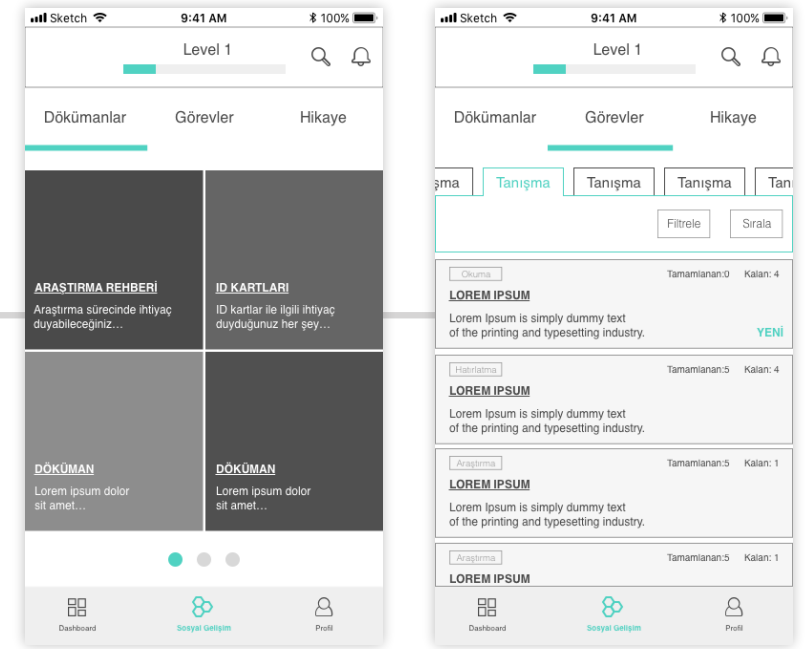 Sketch 9:41 AM 100%
Level 1
Dökümanlar Görevler Hikaye
ARAŞTIRMA REHBERİ
Araştırma sürecinde ihtiyaç
duyabileceğiniz…
ID KARTLARI
ID kartlar ile ilgili ihtiyaç
duyduğunuz her şey…
DÖKÜMAN
Lorem ipsum dolor
sit amet…
DÖKÜMAN
Lorem ipsum dolor
sit amet…
Dashboard Sosyal Gelişim Profil
Sketch 9:41 AM 100%
Level 1
Dökümanlar Görevler Hikaye
şma Tanışma Tanışma Tanışma Tan
Filtrele Sırala
Okuma Tamamlanan:0 Kalan: 4
LOREM IPSUM
Lorem Ipsum is simply dummy text
of the printing and typesetting industry.
YENİ
Hatırlatma Tamamlanan:5 Kalan: 4
LOREM IPSUM
Lorem Ipsum is simply dummy text
of the printing and typesetting industry.
Araştırma Tamamlanan:5 Kalan: 1
LOREM IPSUM
Lorem Ipsum is simply dummy text
of the printing and typesetting industry.
Araştırma Tamamlanan:5 Kalan: 1
LOREM IPSUM
Dashboard Sosyal Gelişim Profil